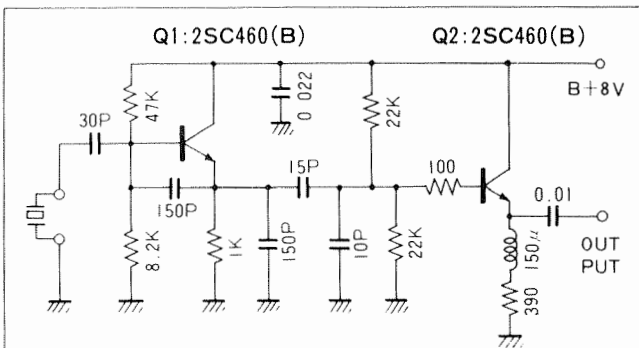 Q1:2SC460(B)
Q2:2SC460(B)
B+8V
47K
0.022
22K
30P
15P
100
150P
0.01
8.2K
1K
150P
10P
22K
150μ
390
OUT
PUT